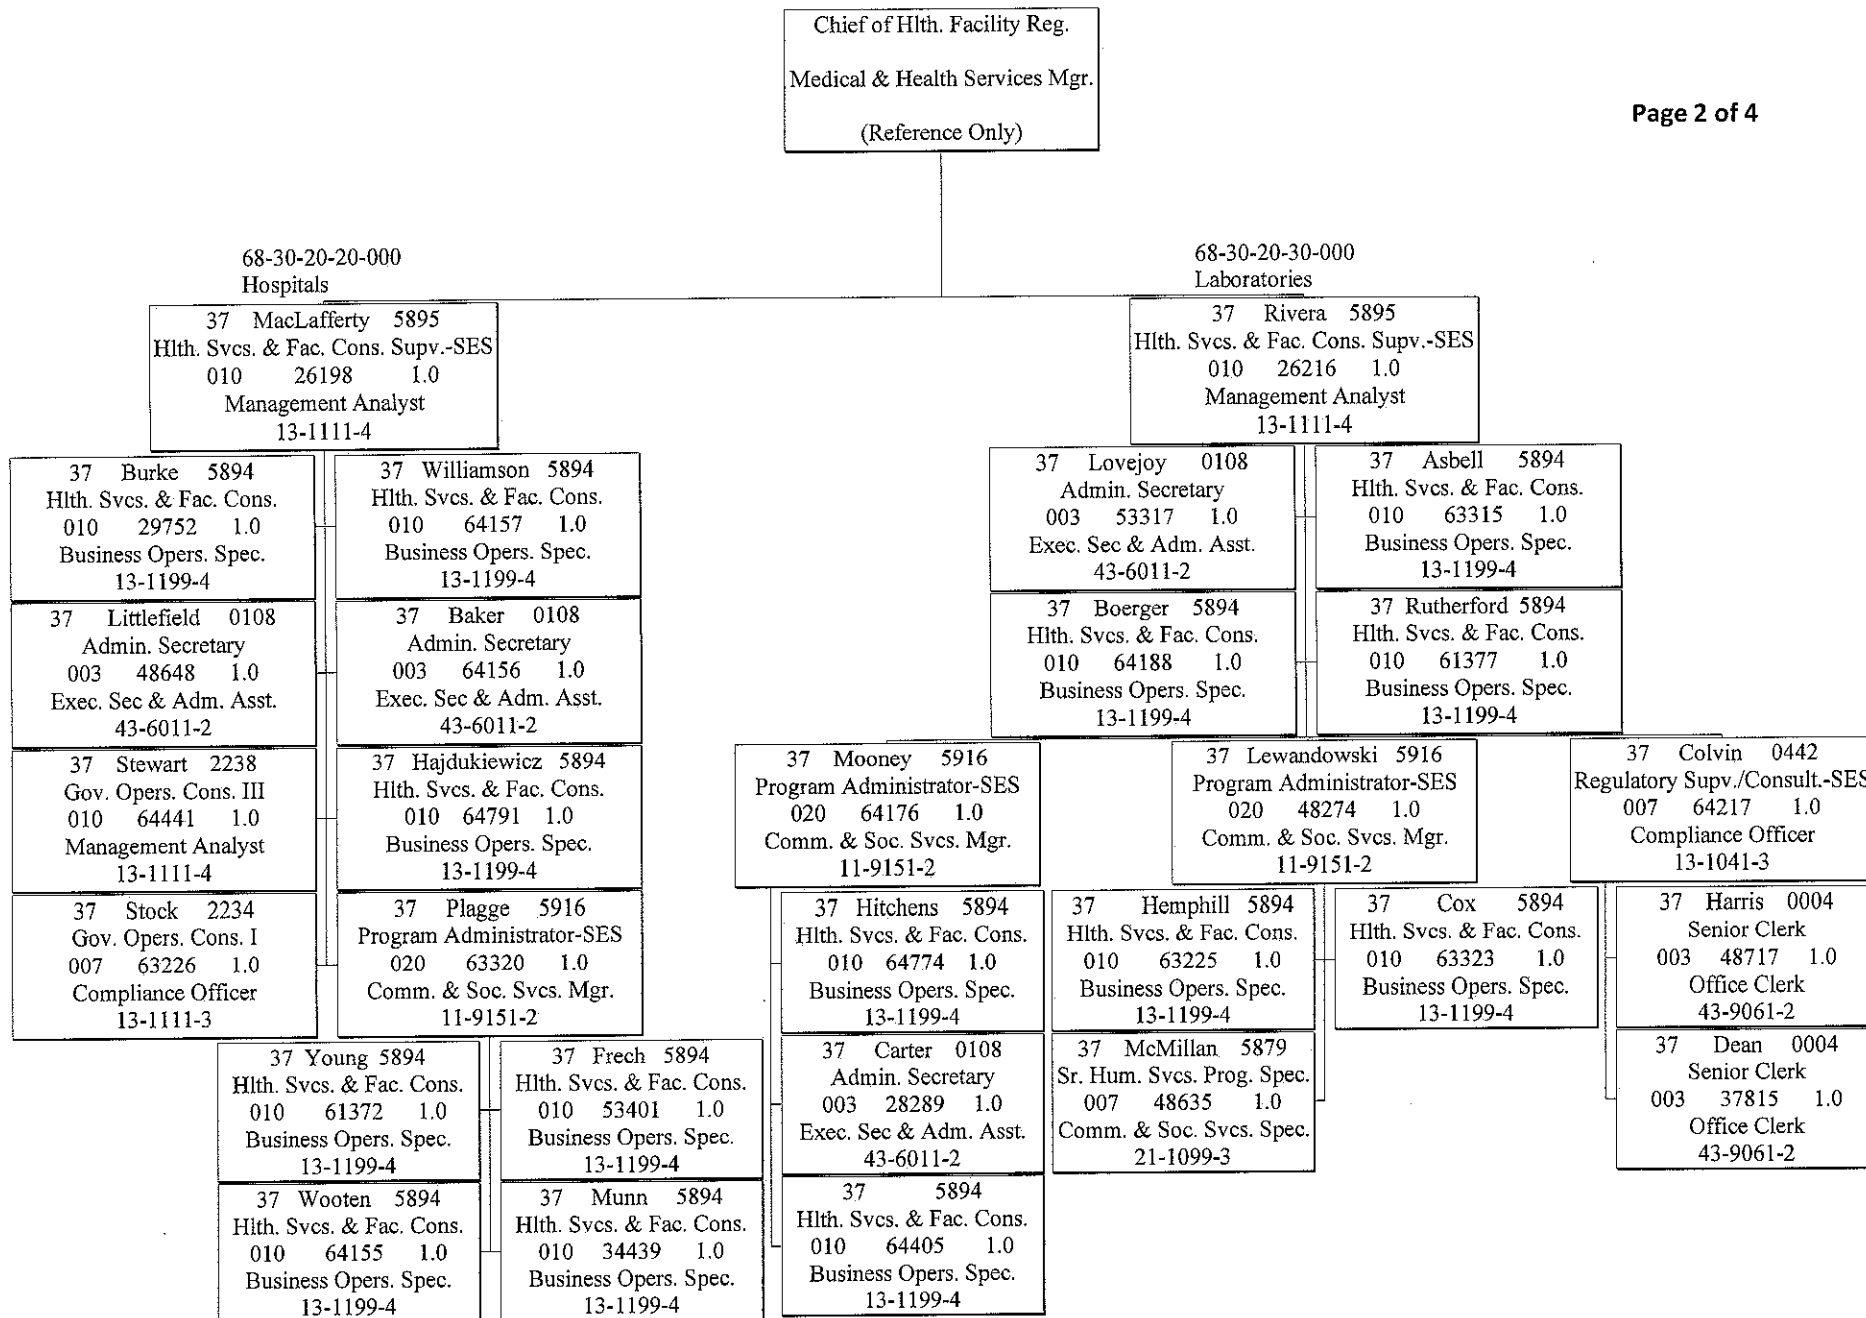 Chief of Hlth. Facility Reg.
Medical & Health Services Mgr.
(Reference Only)
Page 2 of 4
68-30-20-20-000
Hospitals
68-30-20-30-000
Laboratories
37 MacLafferty 5895
Hlth. Svcs. & Fac. Cons. Supv.-SES
010 26198 1.0
Management Analyst
13-1111-4
37 Rivera 5895
Hlth. Svcs. & Fac. Cons. Supv.-SES
010 26216 1.0
Management Analyst
13-1111-4
37 Burke 5894
Hlth. Svcs. & Fac. Cons.
010 29752 1.0
Business Opers. Spec.
13-1199-4
37 Williamson 5894
Hlth. Svcs. & Fac. Cons.
010 64157 1.0
Business Opers. Spec.
13-1199-4
37 Lovejoy 0108
Admin. Secretary
003 53317 1.0
Exec. Sec & Adm. Asst.
43-6011-2
37 Asbell 5894
Hlth. Svcs. & Fac. Cons.
010 63315 1.0
Business Opers. Spec.
13-1199-4
37 Littlefield 0108
Admin. Secretary
003 48648 1.0
Exec. Sec & Adm. Asst.
43-6011-2
37 Baker 0108
Admin. Secretary
003 64156 1.0
Exec. Sec & Adm. Asst.
43-6011-2
37 Boerger 5894
Hlth. Svcs. & Fac. Cons.
010 64188 1.0
Business Opers. Spec.
13-1199-4
37 Rutherford 5894
Hlth. Svcs. & Fac. Cons.
010 61377 1.0
Business Opers. Spec.
13-1199-4
37 Stewart 2238
Gov. Opers. Cons. III
010 64441 1.0
Management Analyst
13-1111-4
37 Hajdukiewicz 5894
Hlth. Svcs. & Fac. Cons.
010 64791 1.0
Business Opers. Spec.
13-1199-4
37 Mooney 5916
Program Administrator-SES
020 64176 1.0
Comm. & Soc. Svcs. Mgr.
11-9151-2
37 Lewandowski 5916
Program Administrator-SES
020 48274 1.0
Comm. & Soc. Svcs. Mgr.
11-9151-2
37 Colvin 0442
Regulatory Supv./Consult.-SES
007 64217 1.0
Compliance Officer
13-1041-3
37 Stock 2234
Gov. Opers. Cons. I
007 63226 1.0
Compliance Officer
13-1111-3
37 Plagge 5916
Program Administrator-SES
020 63320 1.0
Comm. & Soc. Svcs. Mgr.
11-9151-2
37 Hitchens 5894
Hlth. Svcs. & Fac. Cons.
010 64774 1.0
Business Opers. Spec.
13-1199-4
37 Hemphill 5894
Hlth. Svcs. & Fac. Cons.
010 63225 1.0
Business Opers. Spec.
13-1199-4
37 Cox 5894
Hlth. Svcs. & Fac. Cons.
010 63323 1.0
Business Opers. Spec.
13-1199-4
37 Harris 0004
Senior Clerk
003 48717 1.0
Office Clerk
43-9061-2
37 Young 5894
Hlth. Svcs. & Fac. Cons.
010 61372 1.0
Business Opers. Spec.
13-1199-4
37 Frech 5894
Hlth. Svcs. & Fac. Cons.
010 53401 1.0
Business Opers. Spec.
13-1199-4
37 Carter 0108
Admin. Secretary
003 28289 1.0
Exec. Sec & Adm. Asst.
43-6011-2
37 McMillan 5879
Sr. Hum. Svcs. Prog. Spec.
007 48635 1.0
Comm. & Soc. Svcs. Spec.
21-1099-3
37 Dean 0004
Senior Clerk
003 37815 1.0
Office Clerk
43-9061-2
37 Wooten 5894
Hlth. Svcs. & Fac. Cons.
010 64155 1.0
Business Opers. Spec.
13-1199-4
37 Munn 5894
Hlth. Svcs. & Fac. Cons.
010 34439 1.0
Business Opers. Spec.
13-1199-4
37 5894
Hlth. Svcs. & Fac. Cons.
010 64405 1.0
Business Opers. Spec.
13-1199-4